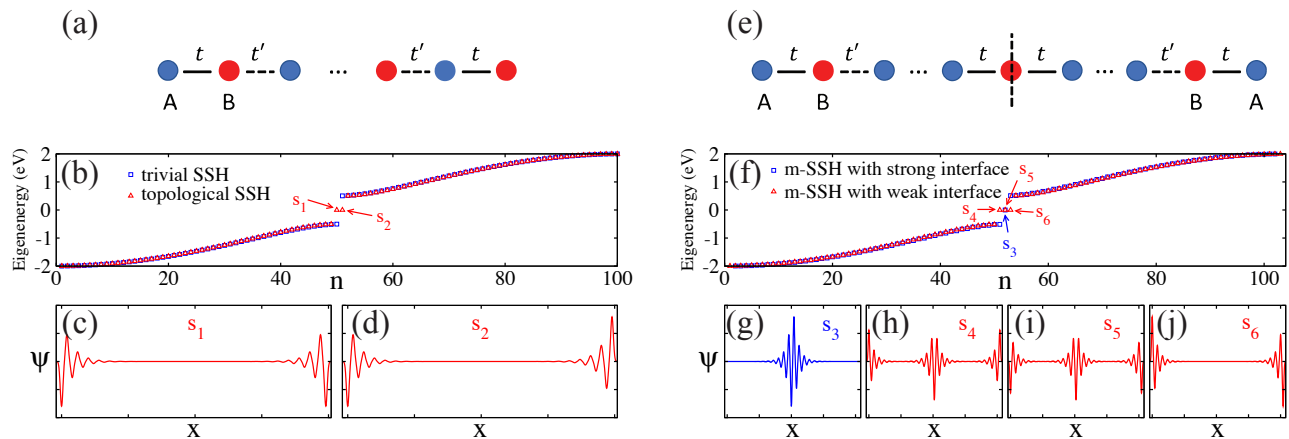 (a)
t t' ... t' t
A B
(b)
Eigenenergy (eV)
2
1
0
-1
-2
trivial SSH
topological SSH
s1
s2
0 20 40 60 80 100
n
(c) s1
(d) s2
ψ
x x
(e)
t t' ... t t ... t' t
A B B A
(f)
Eigenenergy (eV)
2
1
0
-1
-2
m-SSH with strong interface
m-SSH with weak interface
s5
s4
s6
s3
0 20 40 60 80 100
n
(g) s3
(h) s4
(i) s5
(j) s6
ψ
x x x x